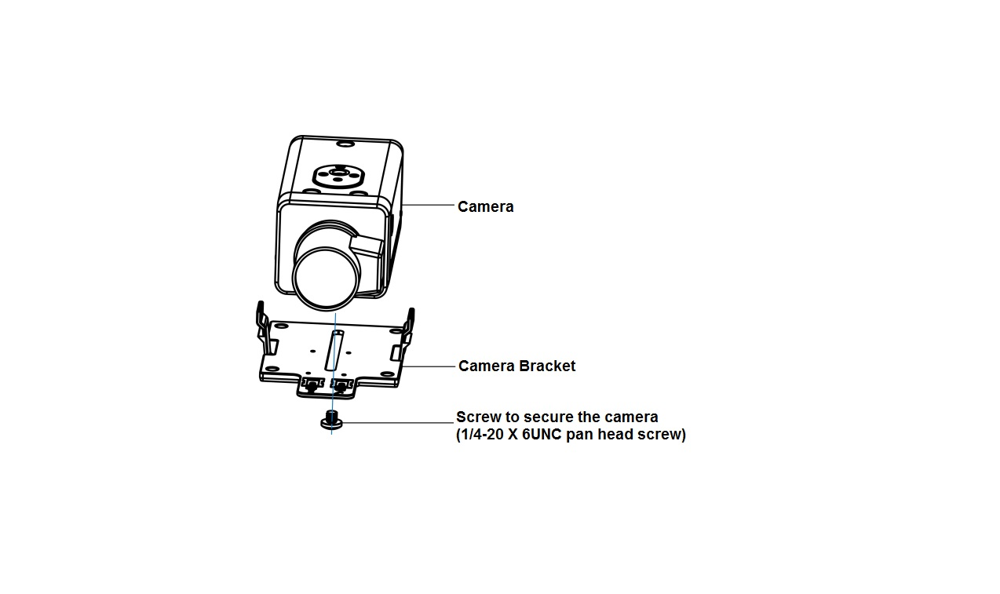 Camera
Camera Bracket
Screw to secure the camera
(1/4-20 X 6UNC pan head screw)